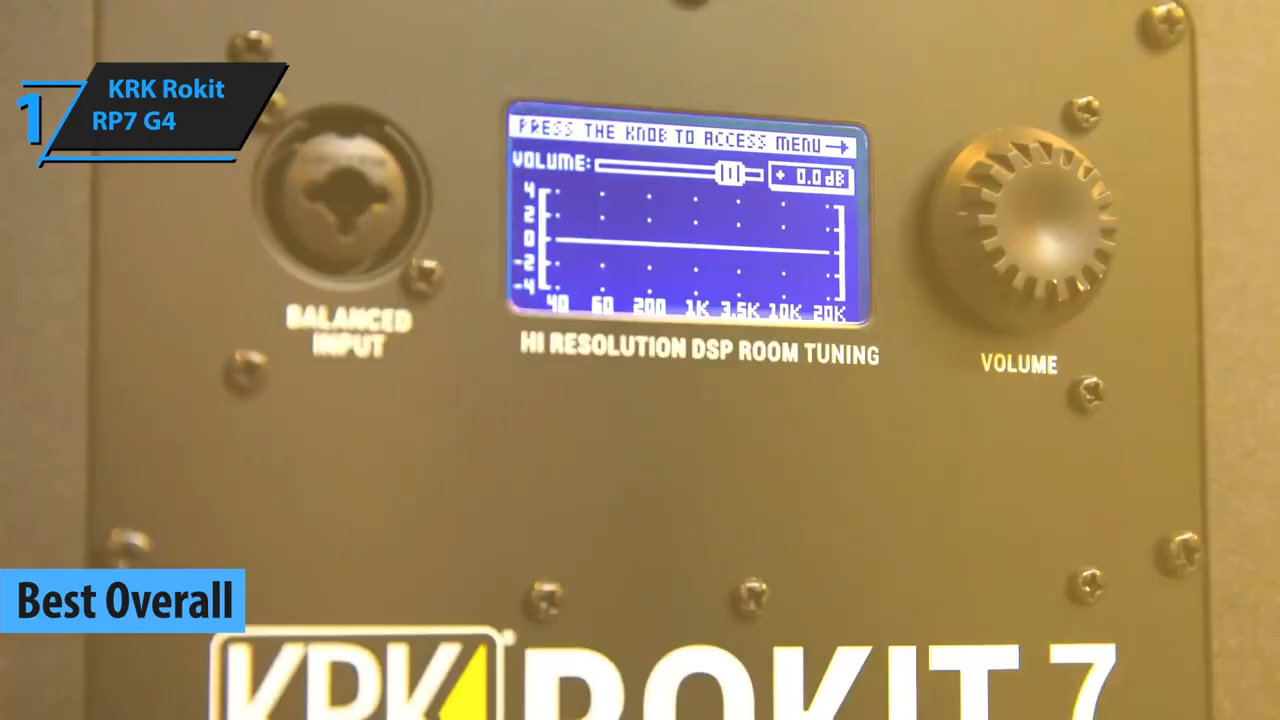 1
KRK Rokit
RP7 G4
PRESS THE KNOB TO ACCESS MENU
VOLUME:
+ 0.0 dB
4
2
0
-2
-4
40 60 200 1K 3.5K 10K 20K
BALANCED
INPUT
HI RESOLUTION DSP ROOM TUNING
VOLUME
Best Overall
KRK ROKIT 7